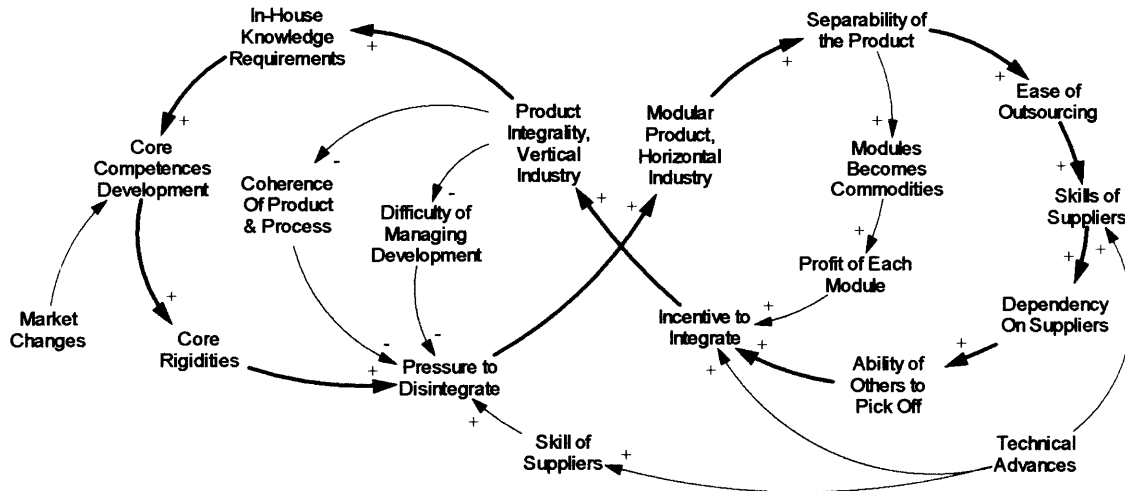 In-House
Knowledge
Requirements
+
Separability of
the Product
+
+
Ease of
Outsourcing
+
Core
Competences
Development
Product
Integrality,
Vertical
Industry
Modular
Product,
Horizontal
Industry
+
Modules
Becomes
Commodities
+
Skills of
Suppliers
-
Coherence
Of Product
& Process
-
Difficulty of
Managing
Development
+
+
+
+
+
Profit of Each
Module
Market
Changes
+
Core
Rigidities
Incentive to
Integrate
+
+
+
Dependency
On Suppliers
+
-
-
+
Pressure to
Disintegrate
+
Ability of
Others to
Pick Off
Skill of
Suppliers
+
Technical
Advances